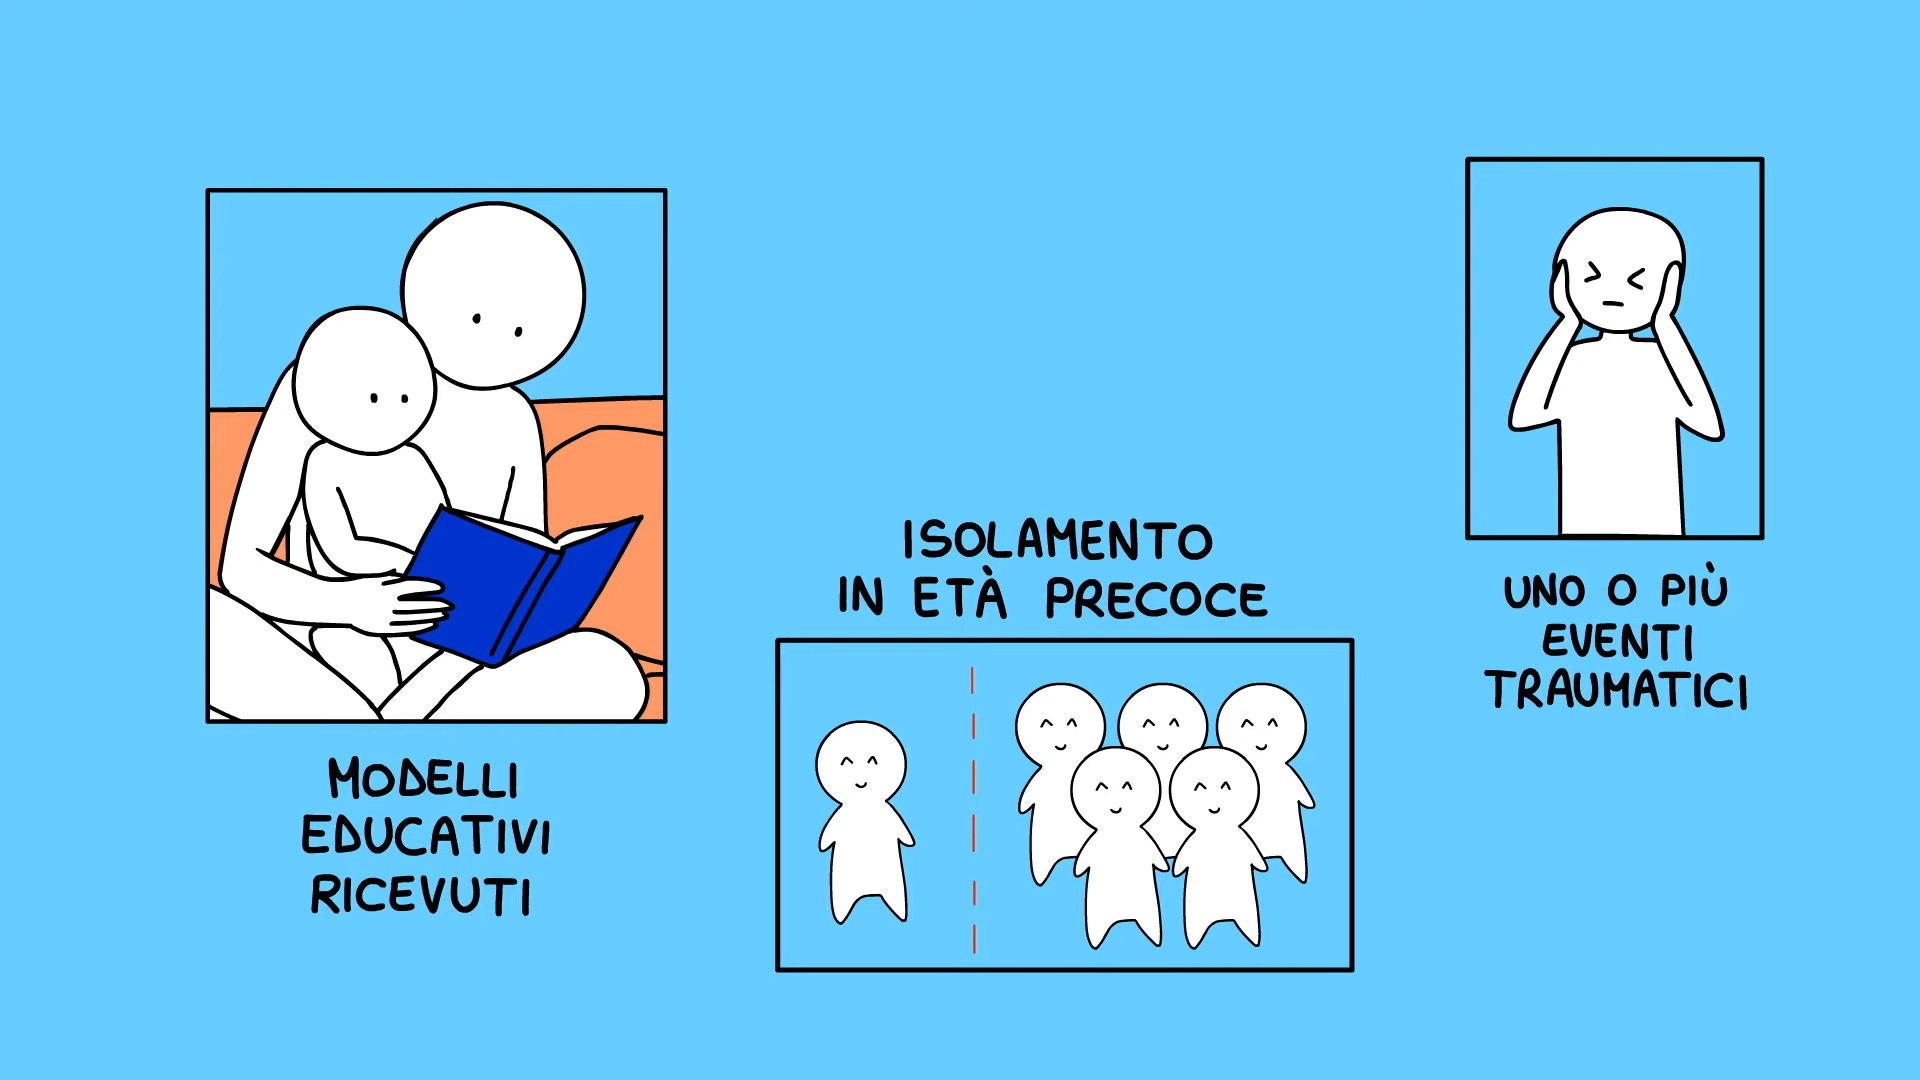 MODELLI
EDUCATIVI
RICEVUTI
ISOLAMENTO
IN ETÀ PRECOCE
UNO O PIÙ
EVENTI
TRAUMATICI